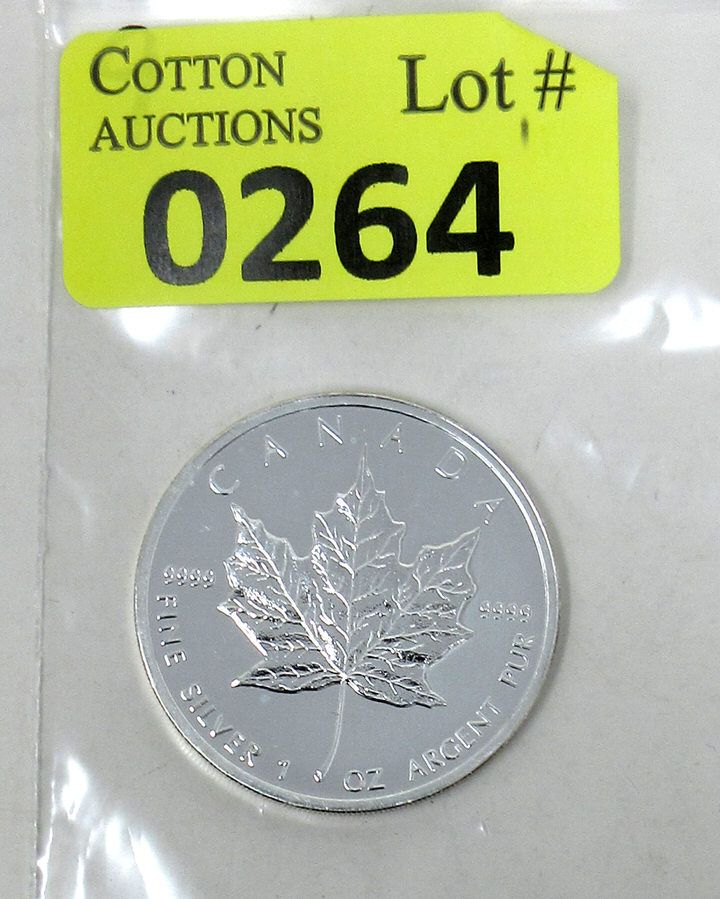 COTTON
AUCTIONS
Lot #
0264
CANADA
9999
9999
FINE SILVER 1 OZ ARGENT PUR